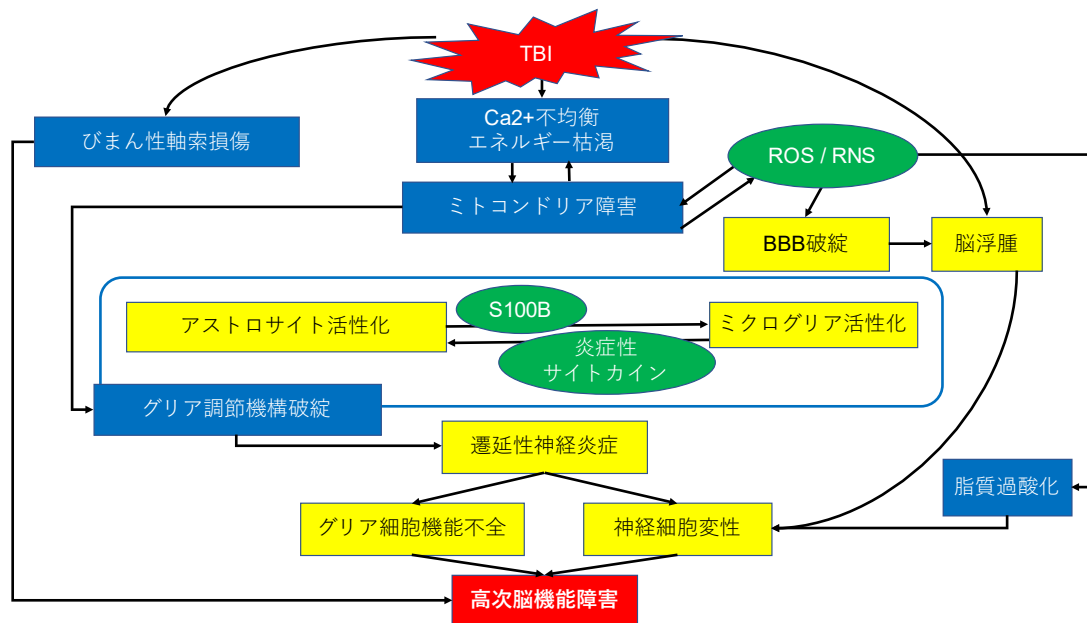 TBI
Ca2+不均衡
エネルギー枯渇
びまん性軸索損傷
ROS / RNS
ミトコンドリア障害
BBB破綻
脳浮腫
S100B
アストロサイト活性化
ミクログリア活性化
炎症性
サイトカイン
グリア調節機構破綻
遷延性神経炎症
脂質過酸化
グリア細胞機能不全
神経細胞変性
高次脳機能障害